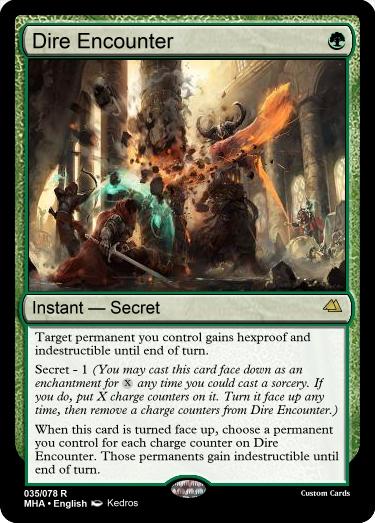 Dire Encounter
Instant — Secret
Target permanent you control gains hexproof and
indestructible until end of turn.
Secret - 1 (You may cast this card face down as an
enchantment for X any time you could cast a sorcery. If
you do, put X charge counters on it. Turn it face up any
time, then remove a charge counters from Dire Encounter.)
When this card is turned face up, choose a permanent
you control for each charge counter on Dire
Encounter. Those permanents gain indestructible until
end of turn.
035/078 R
Custom Cards
MHA • English Kedros